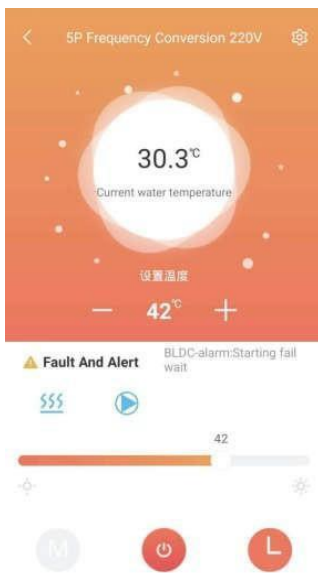 5P Frequency Conversion 220V
30.3℃
Current water temperature
设置温度
42℃
Fault And Alert
BLDC-alarm:Starting fail
wait
42
M